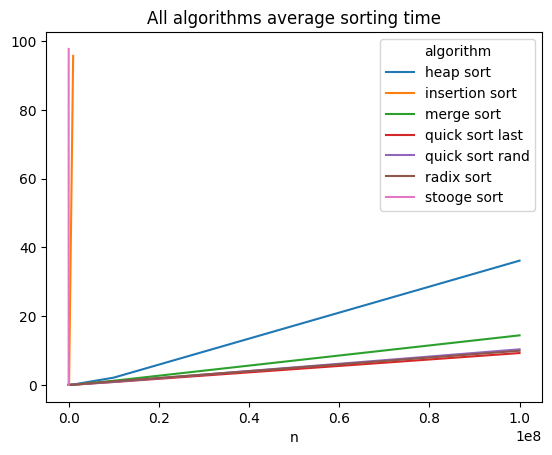 All algorithms average sorting time
100
80
60
40
20
0
algorithm
heap sort
insertion sort
merge sort
quick sort last
quick sort rand
radix sort
stooge sort
0.0 0.2 0.4 0.6 0.8 1.0
1e8
n